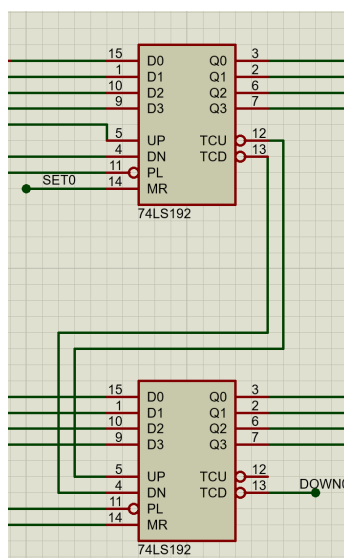 15 D0 Q0 3
1 D1 Q1 2
10 D2 Q2 6
9 D3 Q3 7
5 UP TCU 12
4 DN TCD 13
11 PL
SET0 14 MR
74LS192
15 D0 Q0 3
1 D1 Q1 2
10 D2 Q2 6
9 D3 Q3 7
5 UP TCU 12
4 DN TCD 13 DOWN0
11 PL
14 MR
74LS192